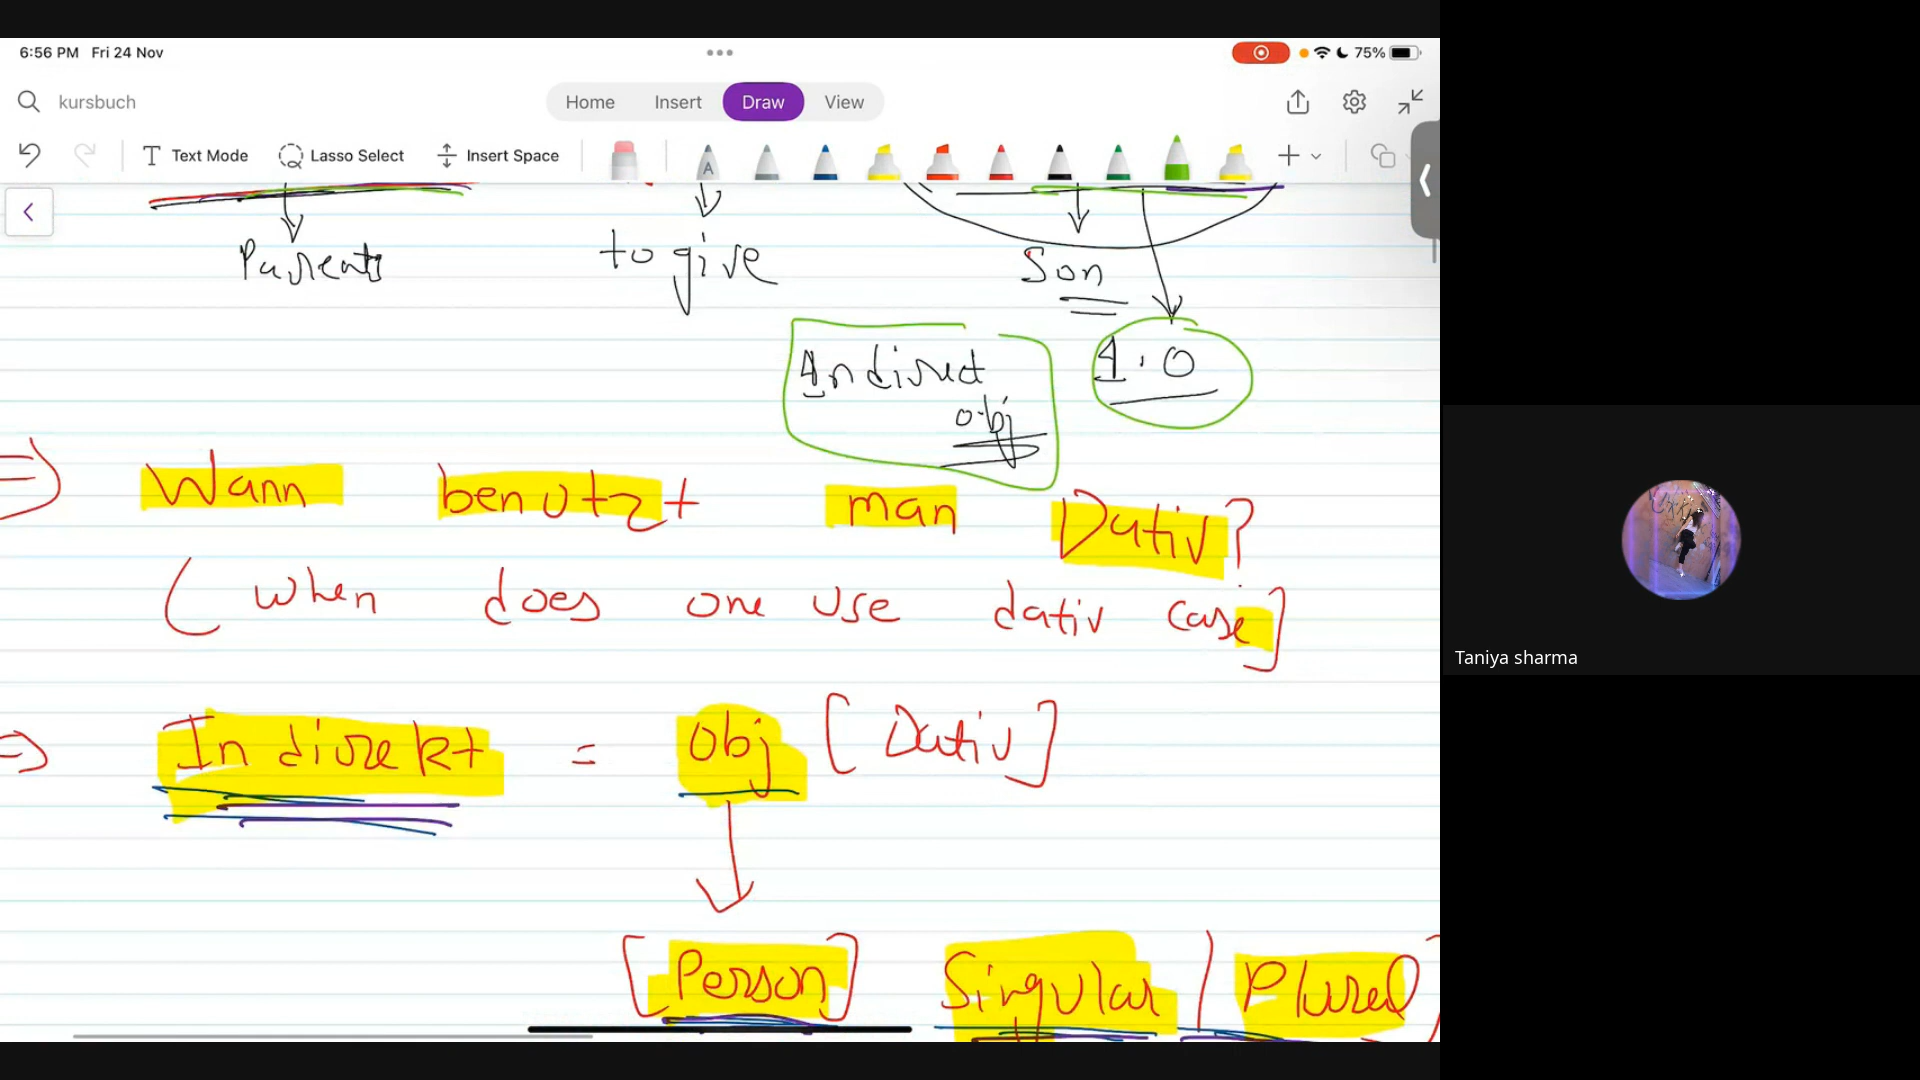 6:56 PM Fri 24 Nov
75%
kursbuch
Home Insert Draw View
Text Mode Lasso Select Insert Space
A
Parents to give Son
Indirect obj
I.O
Wann benutzt man Dativ?
(when does one use dativ case]
Indirekt = Obj [Dativ]
[Person] Singular | Plural
Taniya sharma